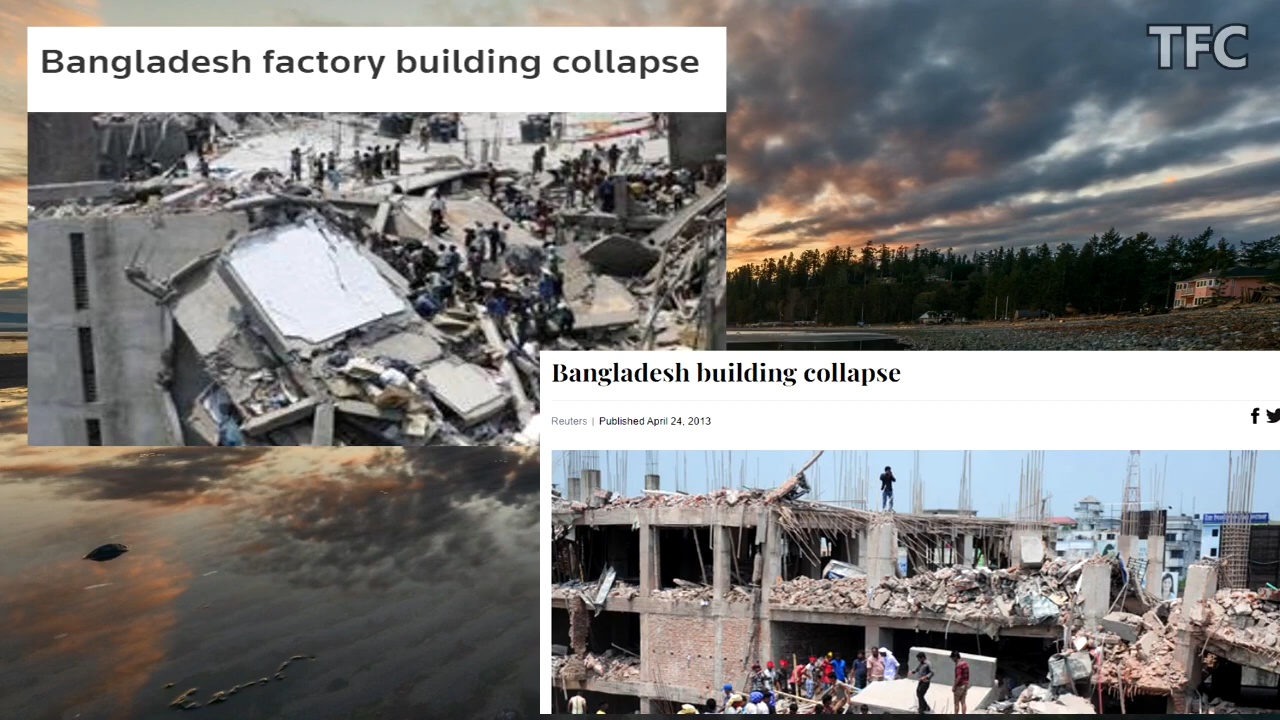 TFC
Bangladesh factory building collapse
Bangladesh building collapse
Reuters | Published April 24, 2013